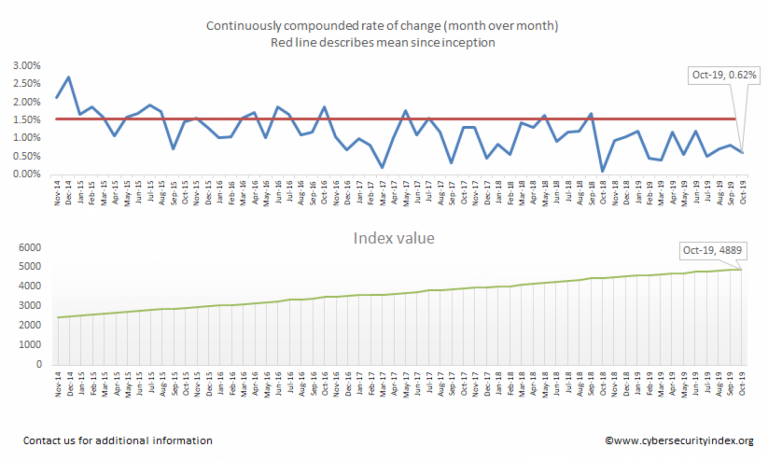 Continuously compounded rate of change (month over month)
Red line describes mean since inception
Oct-19, 0.62%
3.00%
2.50%
2.00%
1.50%
1.00%
0.50%
0.00%
Nov-14 Dec-14 Jan-15 Feb-15 Mar-15 Apr-15 May-15 Jun-15 Jul-15 Aug-15 Sep-15 Oct-15 Nov-15 Dec-15 Jan-16 Feb-16 Mar-16 Apr-16 May-16 Jun-16 Jul-16 Aug-16 Sep-16 Oct-16 Nov-16 Dec-16 Jan-17 Feb-17 Mar-17 Apr-17 May-17 Jun-17 Jul-17 Aug-17 Sep-17 Oct-17 Nov-17 Dec-17 Jan-18 Feb-18 Mar-18 Apr-18 May-18 Jun-18 Jul-18 Aug-18 Sep-18 Oct-18 Nov-18 Dec-18 Jan-19 Feb-19 Mar-19 Apr-19 May-19 Jun-19 Jul-19 Aug-19 Sep-19 Oct-19
Index value
Oct-19, 4889
6000
5000
4000
3000
2000
1000
0
Nov-14 Dec-14 Jan-15 Feb-15 Mar-15 Apr-15 May-15 Jun-15 Jul-15 Aug-15 Sep-15 Oct-15 Nov-15 Dec-15 Jan-16 Feb-16 Mar-16 Apr-16 May-16 Jun-16 Jul-16 Aug-16 Sep-16 Oct-16 Nov-16 Dec-16 Jan-17 Feb-17 Mar-17 Apr-17 May-17 Jun-17 Jul-17 Aug-17 Sep-17 Oct-17 Nov-17 Dec-17 Jan-18 Feb-18 Mar-18 Apr-18 May-18 Jun-18 Jul-18 Aug-18 Sep-18 Oct-18 Nov-18 Dec-18 Jan-19 Feb-19 Mar-19 Apr-19 May-19 Jun-19 Jul-19 Aug-19 Sep-19 Oct-19
Contact us for additional information
©www.cybersecurityindex.org